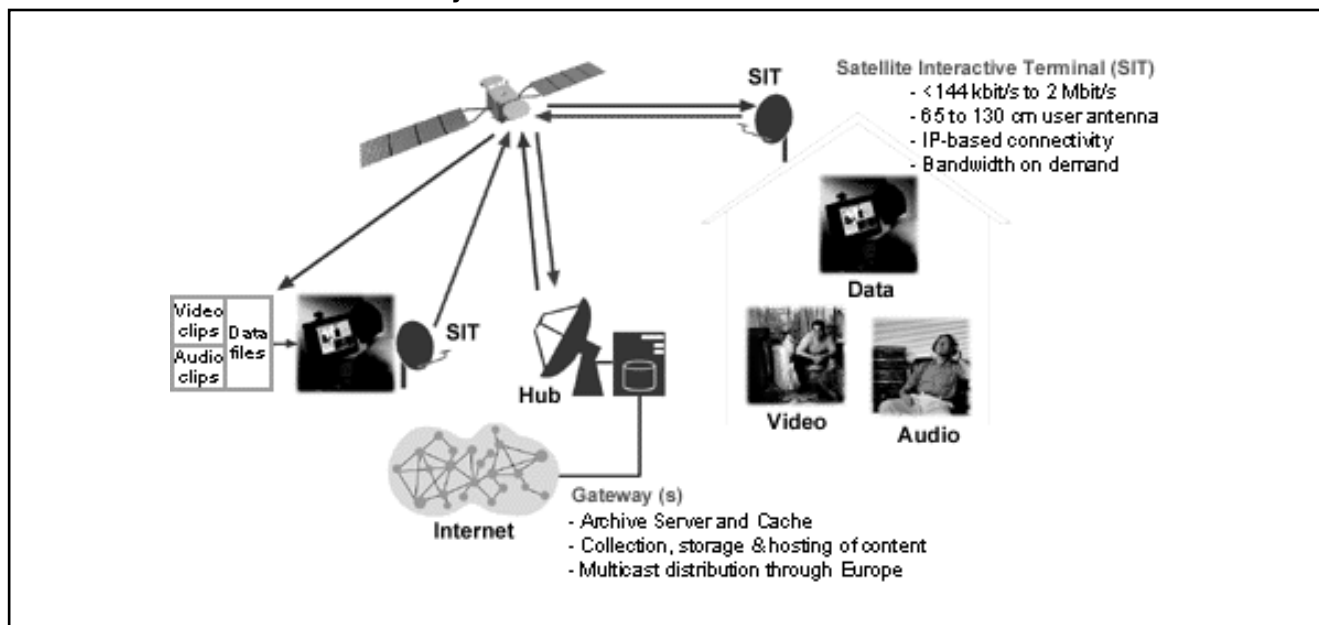 SIT
Satellite Interactive Terminal (SIT)
- <144 kbit/s to 2 Mbit/s
- 65 to 130 cm user antenna
- IP-based connectivity
- Bandwidth on demand
Data
Video
clips
Audio
clips
Data
files
SIT
Hub
Video
Audio
Internet
Gateway (s)
- Archive Server and Cache
- Collection, storage & hosting of content
- Multicast distribution through Europe